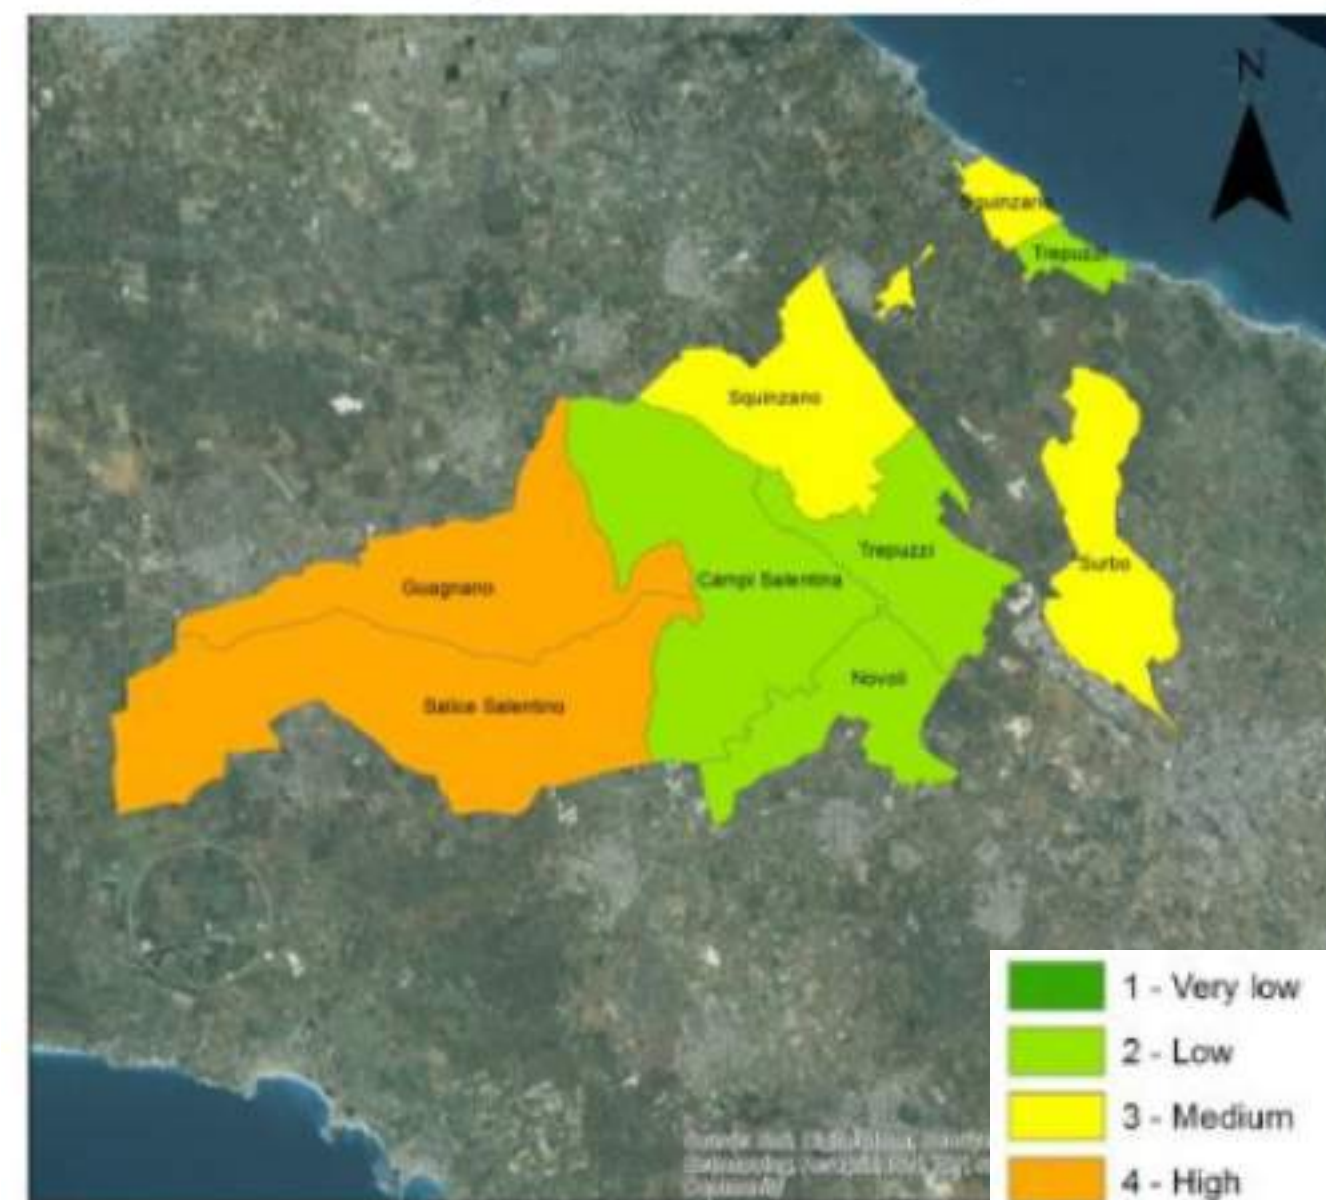 N
Squinzano
Trepuzzi
Squinzano
Trepuzzi
Surbo
Campi Salentina
Guagnano
Novoli
Salice Salentino
1 - Very low
2 - Low
3 - Medium
4 - High